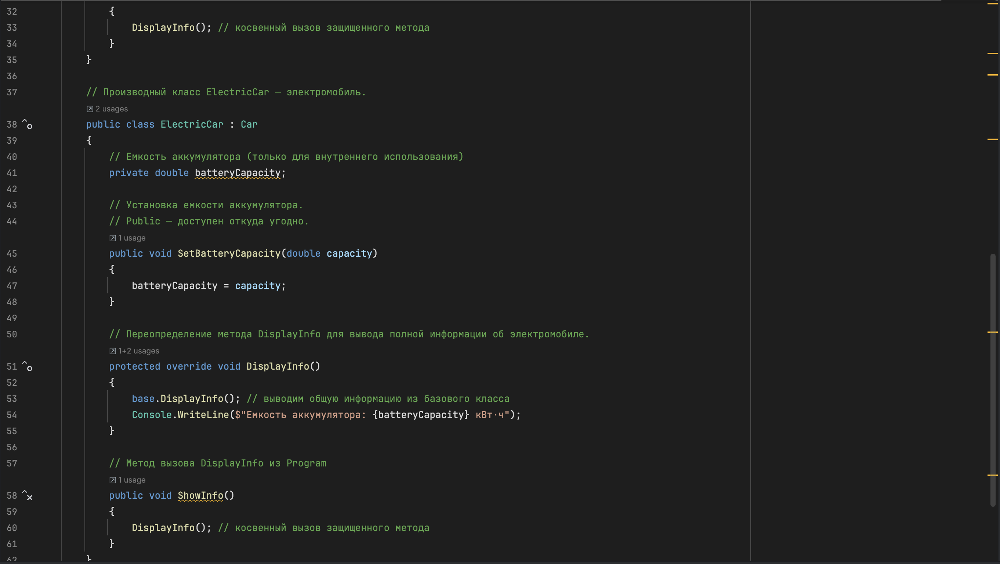 32 {
33 DisplayInfo(); // косвенный вызов защищенного метода
34 }
35 }
36
37 // Производный класс ElectricCar — электромобиль.
2 usages
38 public class ElectricCar : Car
39 {
40 // Емкость аккумулятора (только для внутреннего использования)
41 private double batteryCapacity;
42
43 // Установка емкости аккумулятора.
44 // Public — доступен откуда угодно.
1 usage
45 public void SetBatteryCapacity(double capacity)
46 {
47 batteryCapacity = capacity;
48 }
49
50 // Переопределение метода DisplayInfo для вывода полной информации об электромобиле.
1+2 usages
51 protected override void DisplayInfo()
52 {
53 base.DisplayInfo(); // выводим общую информацию из базового класса
54 Console.WriteLine($"Емкость аккумулятора: {batteryCapacity} кВт·ч");
55 }
56
57 // Метод вызова DisplayInfo из Program
1 usage
58 public void ShowInfo()
59 {
60 DisplayInfo(); // косвенный вызов защищенного метода
61 }
62 }